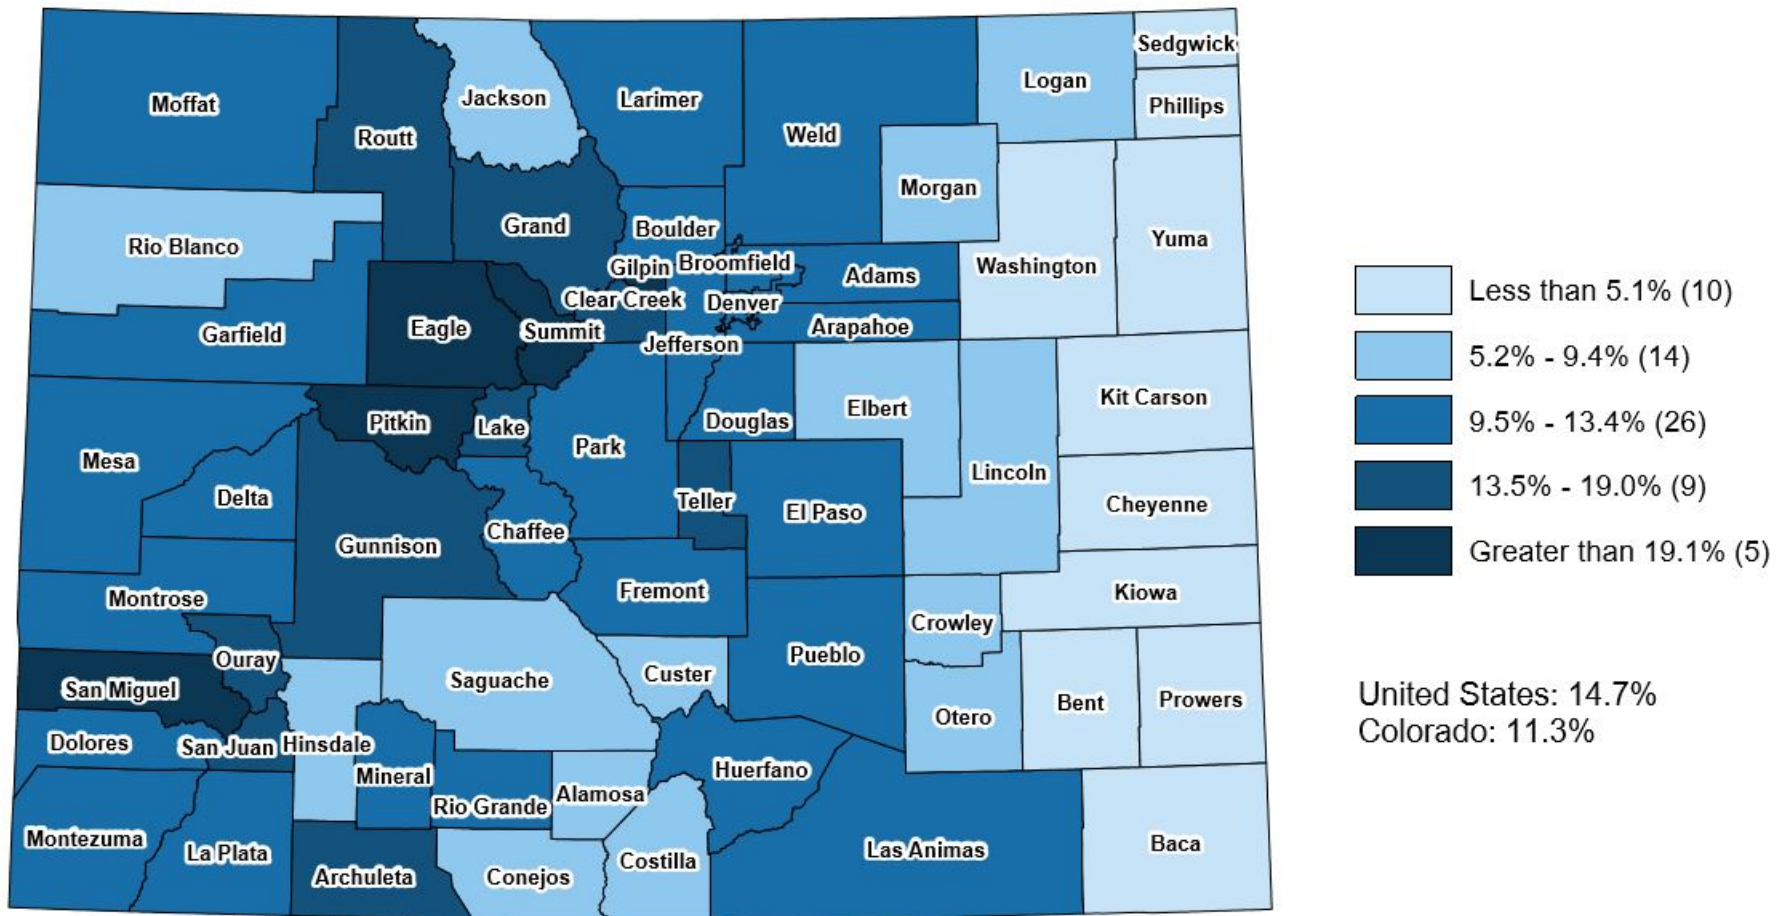 Sedgwick
Logan
Jackson
Larimer
Moffat
Phillips
Weld
Routt
Morgan
Grand
Boulder
Yuma
Rio Blanco
Gilpin
Broomfield
Washington
Adams
Clear Creek
Denver
Less than 5.1% (10)
Garfield
Eagle
Summit
Arapahoe
Jefferson
5.2% - 9.4% (14)
Kit Carson
Elbert
Pitkin
Lake
Douglas
9.5% - 13.4% (26)
Park
Mesa
Lincoln
Delta
Teller
13.5% - 19.0% (9)
Cheyenne
El Paso
Chaffee
Gunnison
Greater than 19.1% (5)
Fremont
Kiowa
Montrose
Crowley
Pueblo
Ouray
Custer
Saguache
San Miguel
United States: 14.7%
Bent
Prowers
Otero
Colorado: 11.3%
Dolores
San Juan
Hinsdale
Huerfano
Mineral
Alamosa
Rio Grande
Montezuma
Baca
Las Animas
La Plata
Costilla
Archuleta
Conejos